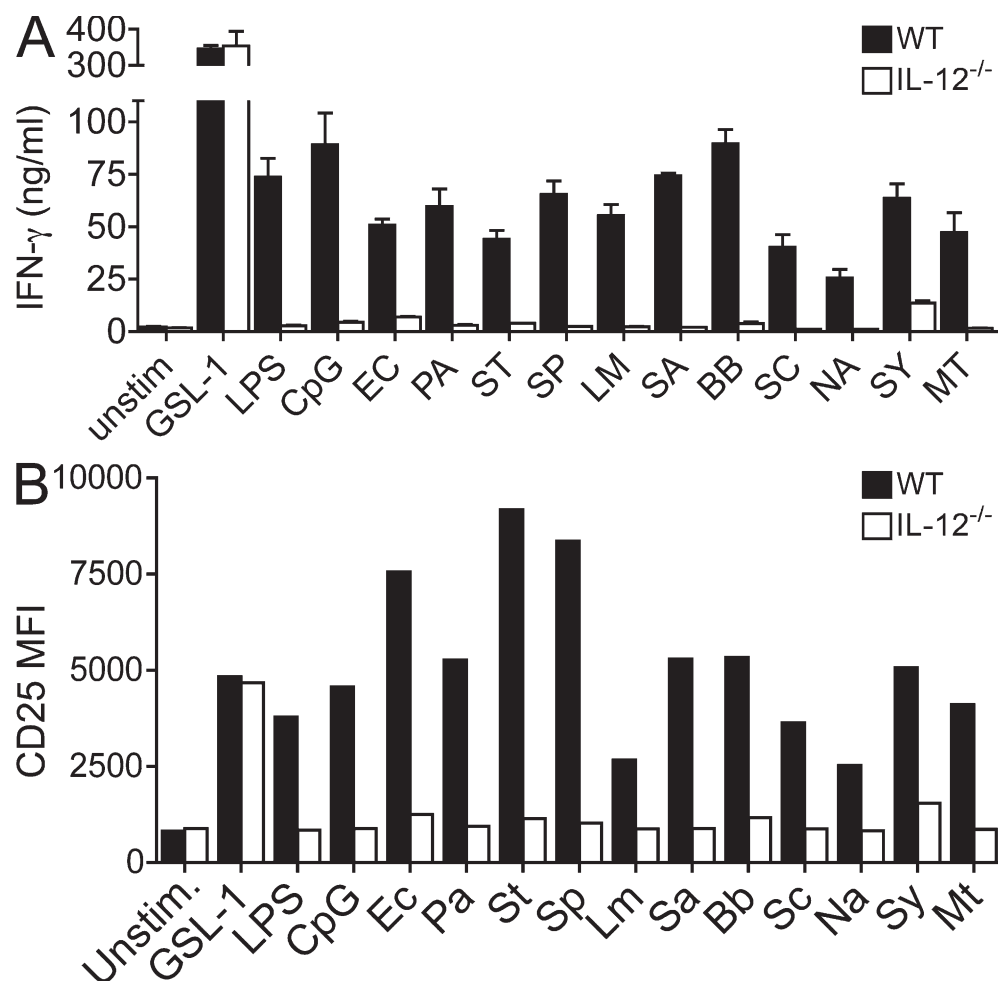 A
IFN-γ (ng/ml)
400
300
100
75
50
25
0
WT
IL-12-/-
unstim
GSL-1
LPS
CpG
EC
PA
ST
SP
LM
SA
BB
SC
NA
SY
MT
B
CD25 MFI
10000
7500
5000
2500
0
WT
IL-12-/-
Unstim.
GSL-1
LPS
CpG
Ec
Pa
St
Sp
Lm
Sa
Bb
Sc
Na
Sy
Mt